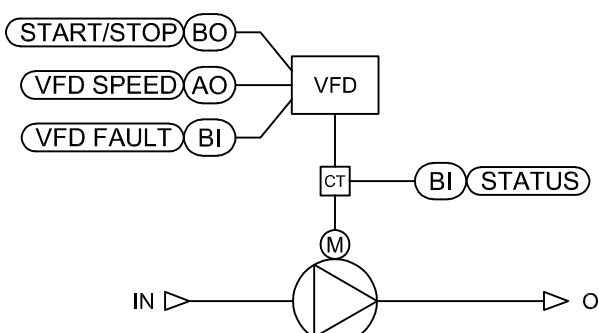 START/STOP BO
VFD SPEED AO
VFD FAULT BI
VFD
CT
BI STATUS
M
IN
O